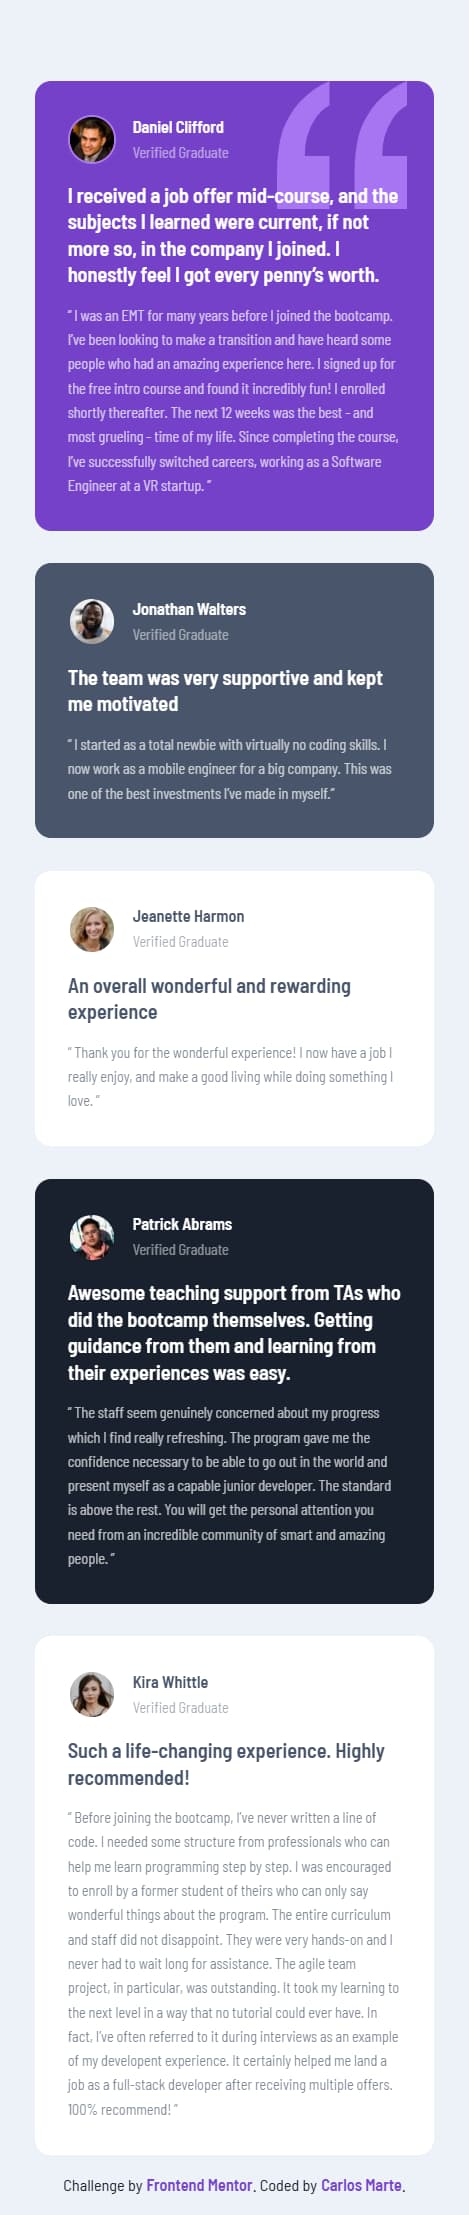 Daniel Clifford
Verified Graduate
I received a job offer mid-course, and the
subjects I learned were current, if not
more so, in the company I joined. I
honestly feel I got every penny’s worth.
“ I was an EMT for many years before I joined the bootcamp.
I’ve been looking to make a transition and have heard some
people who had an amazing experience here. I signed up for
the free intro course and found it incredibly fun! I enrolled
shortly thereafter. The next 12 weeks was the best - and
most grueling - time of my life. Since completing the course,
I’ve successfully switched careers, working as a Software
Engineer at a VR startup. ”
Jonathan Walters
Verified Graduate
The team was very supportive and kept
me motivated
“ I started as a total newbie with virtually no coding skills. I
now work as a mobile engineer for a big company. This was
one of the best investments I’ve made in myself.”
Jeanette Harmon
Verified Graduate
An overall wonderful and rewarding
experience
“ Thank you for the wonderful experience! I now have a job I
really enjoy, and make a good living while doing something I
love. ”
Patrick Abrams
Verified Graduate
Awesome teaching support from TAs who
did the bootcamp themselves. Getting
guidance from them and learning from
their experiences was easy.
“ The staff seem genuinely concerned about my progress
which I find really refreshing. The program gave me the
confidence necessary to be able to go out in the world and
present myself as a capable junior developer. The standard
is above the rest. You will get the personal attention you
need from an incredible community of smart and amazing
people. ”
Kira Whittle
Verified Graduate
Such a life-changing experience. Highly
recommended!
“ Before joining the bootcamp, I’ve never written a line of
code. I needed some structure from professionals who can
help me learn programming step by step. I was encouraged
to enroll by a former student of theirs who can only say
wonderful things about the program. The entire curriculum
and staff did not disappoint. They were very hands-on and I
never had to wait long for assistance. The agile team
project, in particular, was outstanding. It took my learning to
the next level in a way that no tutorial could ever have. In
fact, I’ve often referred to it during interviews as an example
of my developent experience. It certainly helped me land a
job as a full-stack developer after receiving multiple offers.
100% recommend! ”
Challenge by Frontend Mentor. Coded by Carlos Marte.